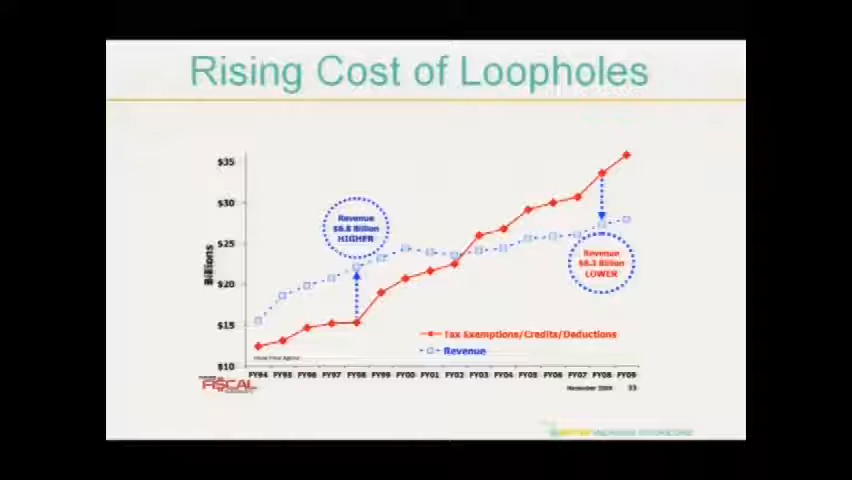 Rising Cost of Loopholes
$35
$30
$25
$20
$15
$10
Billions
Revenue
$6.8 Billion
HIGHER
Revenue
$8.3 Billion
LOWER
Tax Exemptions/Credits/Deductions
Revenue
FY94 FY95 FY96 FY97 FY98 FY99 FY00 FY01 FY02 FY03 FY04 FY05 FY06 FY07 FY08 FY09
FISCAL
November 2009 33